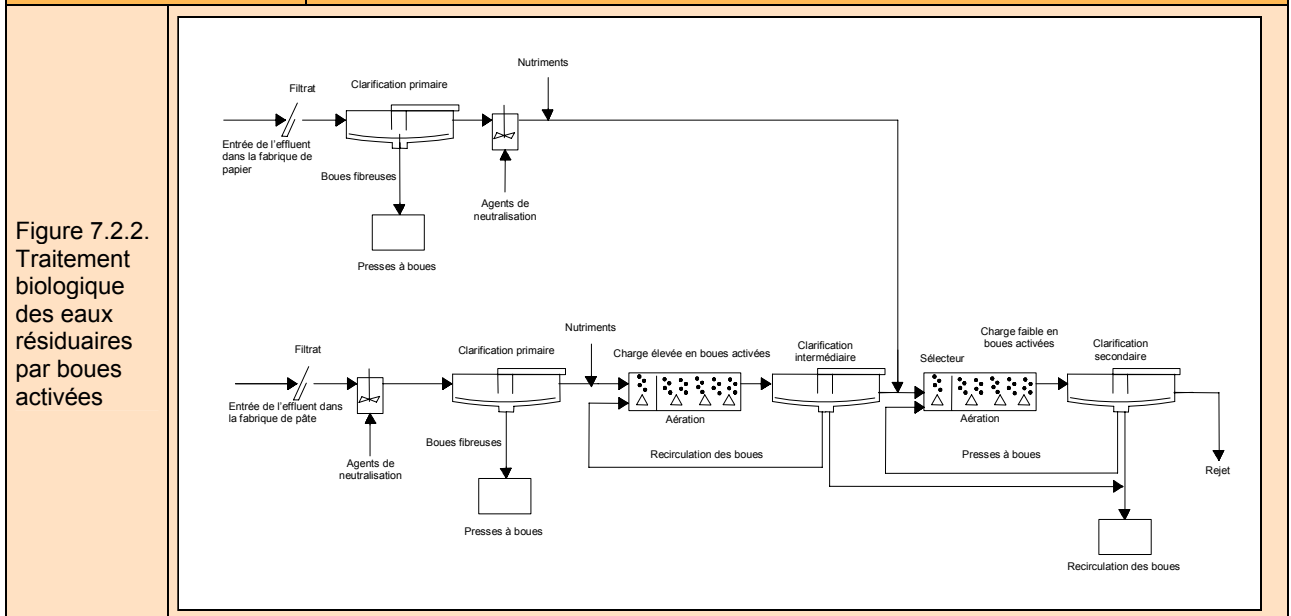 Figure 7.2.2.
Traitement
biologique
des eaux
résiduaires
par boues
activées
Nutriments
Filtrat
Clarification primaire
Entrée de l'effluent
dans la fabrique de
papier
Boues fibreuses
Agents de
neutralisation
Presses à boues
Nutriments
Filtrat
Clarification primaire
Charge élevée en boues activées
Clarification
intermédiaire
Sélecteur
Charge faible en
boues activées
Clarification
secondaire
Entrée de l'effluent dans
la fabrique de pâte
Aération
Aération
Boues fibreuses
Recirculation des boues
Presses à boues
Agents de
neutralisation
Rejet
Presses à boues
Recirculation des boues